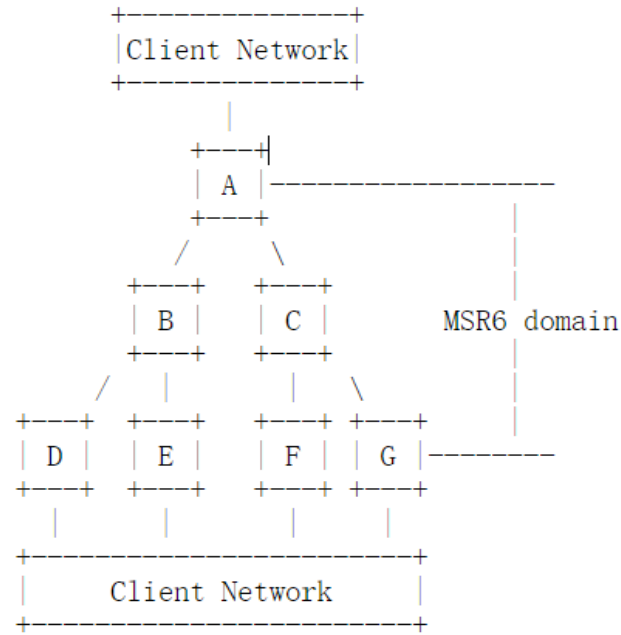 Client Network
A
B C MSR6 domain
D E F G
Client Network